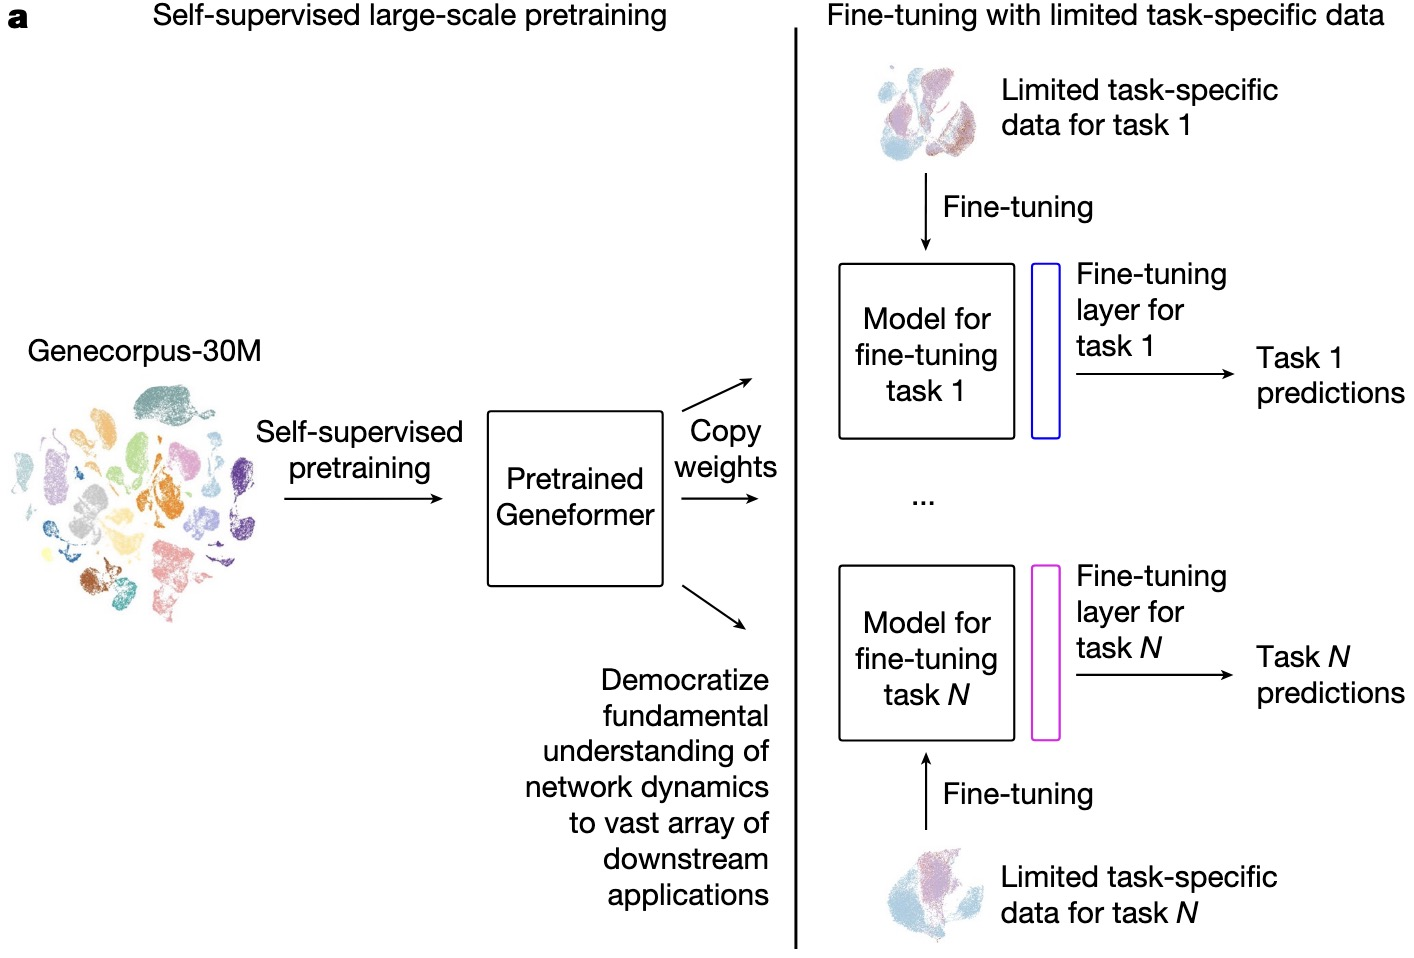 a
Self-supervised large-scale pretraining
Fine-tuning with limited task-specific data
Genecorpus-30M
Self-supervised
pretraining
Pretrained
Geneformer
Copy
weights
Democratize
fundamental
understanding of
network dynamics
to vast array of
downstream
applications
Limited task-specific
data for task 1
Fine-tuning
Model for
fine-tuning
task 1
Fine-tuning
layer for
task 1
Task 1
predictions
...
Model for
fine-tuning
task N
Fine-tuning
layer for
task N
Task N
predictions
Fine-tuning
Limited task-specific
data for task N